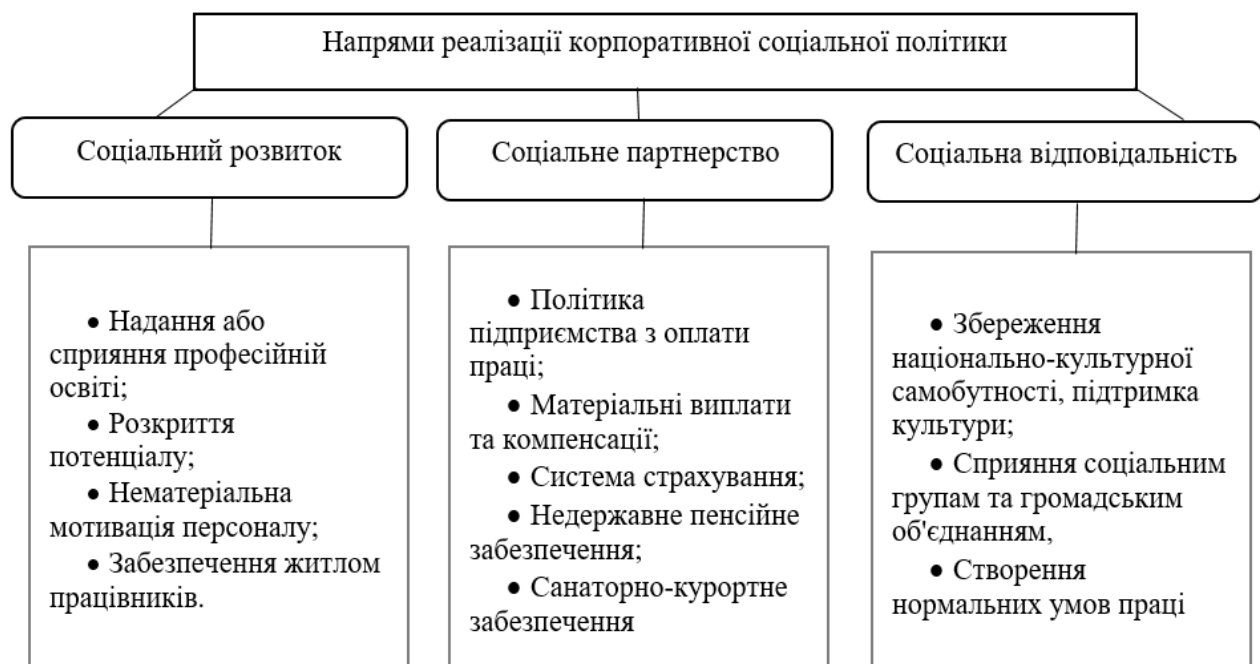 Напрями реалізації корпоративної соціальної політики
Соціальний розвиток
Соціальне партнерство
Соціальна відповідальність
• Надання або
сприяння професійній
освіті;
• Розкриття
потенціалу;
• Нематеріальна
мотивація персоналу;
• Забезпечення житлом
працівників.
• Політика
підприємства з оплати
праці;
• Матеріальні виплати
та компенсації;
• Система страхування;
• Недержавне пенсійне
забезпечення;
• Санаторно-курортне
забезпечення
• Збереження
національно-культурної
самобутності, підтримка
культури;
• Сприяння соціальним
групам та громадським
об'єднанням,
• Створення
нормальних умов праці